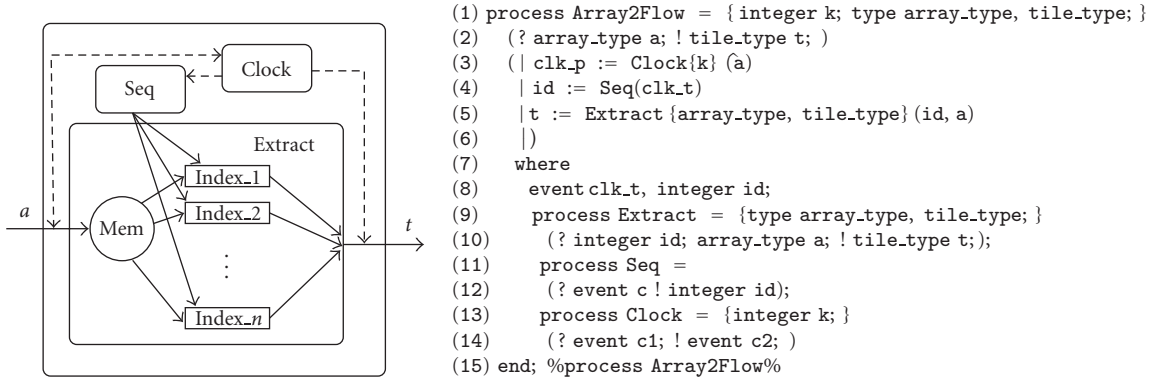 Clock
Seq
Extract
Index_1
a
Mem
Index_2
t
⋮
Index_n
(1) process Array2Flow = { integer k; type array_type, tile_type; }
(2) (? array_type a; ! tile_type t; )
(3) (| clk_p := Clock{k} (^a)
(4) | id := Seq(clk_t)
(5) | t := Extract {array_type, tile_type} (id, a)
(6) |)
(7) where
(8) event clk_t, integer id;
(9) process Extract = {type array_type, tile_type; }
(10) (? integer id; array_type a; ! tile_type t;);
(11) process Seq =
(12) (? event c ! integer id);
(13) process Clock = {integer k; }
(14) (? event c1; ! event c2; )
(15) end; %process Array2Flow%